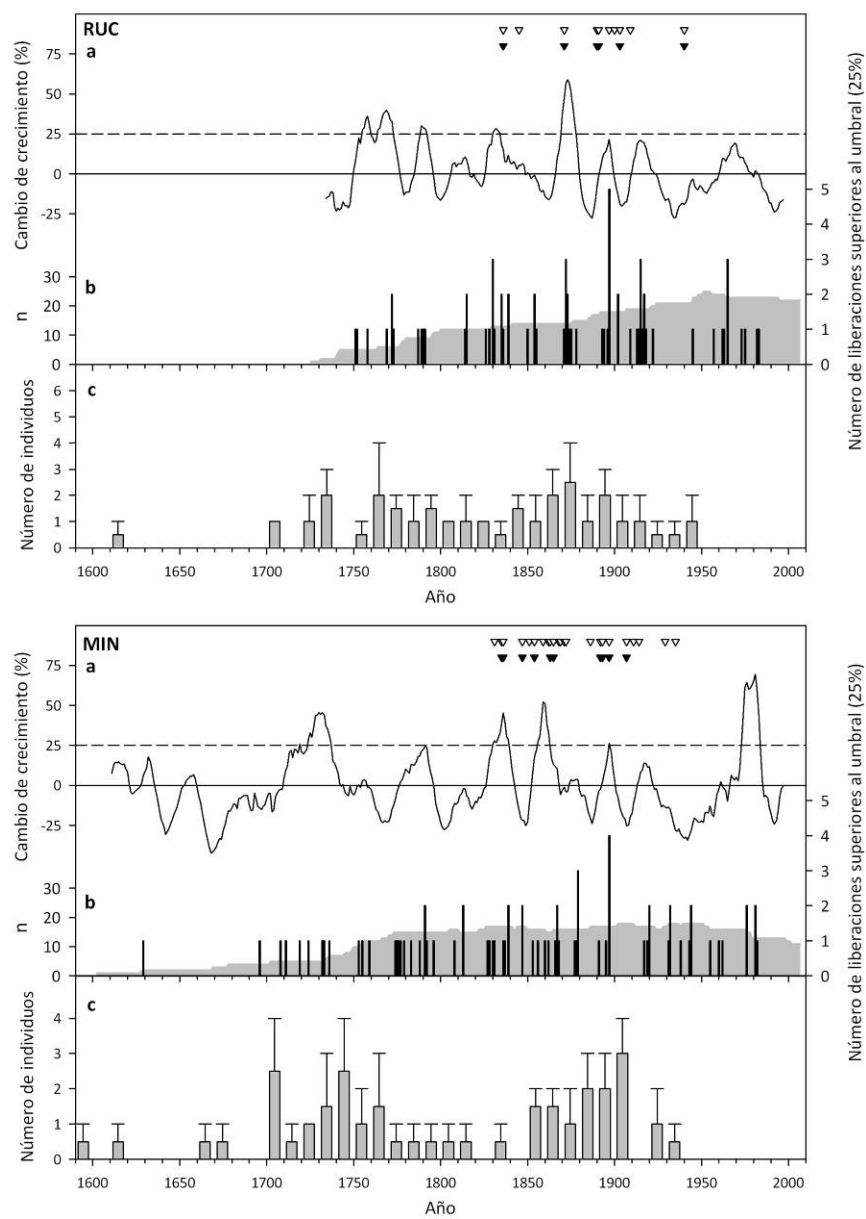 RUC
a
Cambio de crecimiento (%)
75
50
25
0
-25
Número de liberaciones superiores al umbral (25%)
5
4
3
2
1
0
b
n
30
20
10
0
c
Número de individuos
6
5
4
3
2
1
0
1600 1650 1700 1750 1800 1850 1900 1950 2000
Año
MIN
a
Cambio de crecimiento (%)
75
50
25
0
-25
Número de liberaciones superiores al umbral (25%)
5
4
3
2
1
0
b
n
30
20
10
0
c
Número de individuos
4
3
2
1
0
1600 1650 1700 1750 1800 1850 1900 1950 2000
Año